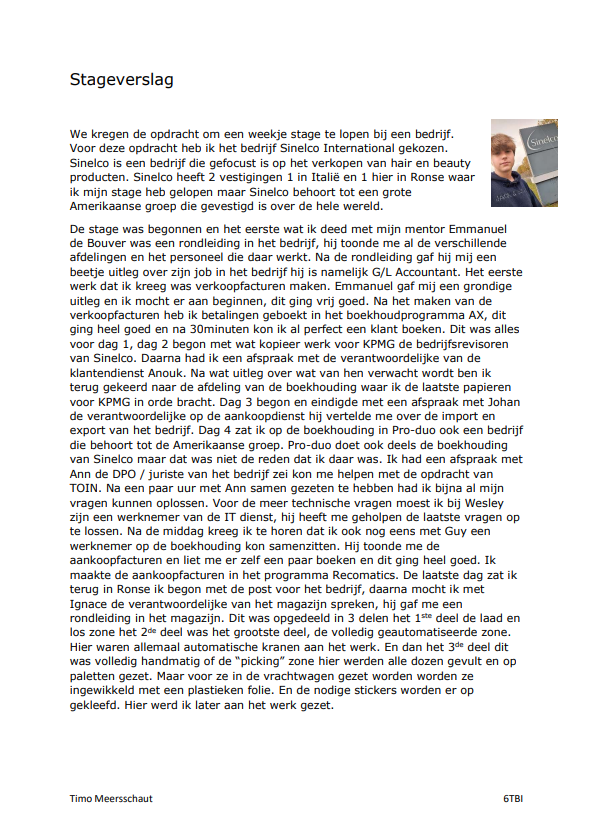 Stageverslag
We kregen de opdracht om een weekje stage te lopen bij een bedrijf.
Voor deze opdracht heb ik het bedrijf Sinelco International gekozen.
Sinelco is een bedrijf die gefocust is op het verkopen van hair en beauty
producten. Sinelco heeft 2 vestigingen 1 in Italië en 1 hier in Ronse waar
ik mijn stage heb gelopen maar Sinelco behoort tot een grote
Amerikaanse groep die gevestigd is over de hele wereld.
Sinelco
De stage was begonnen en het eerste wat ik deed met mijn mentor Emmanuel
de Bouver was een rondleiding in het bedrijf, hij toonde me al de verschillende
afdelingen en het personeel die daar werkt. Na de rondleiding gaf hij mij een
beetje uitleg over zijn job in het bedrijf hij is namelijk G/L Accountant. Het eerste
werk dat ik kreeg was verkoopfacturen maken. Emmanuel gaf mij een grondige
uitleg en ik mocht er aan beginnen, dit ging vrij goed. Na het maken van de
verkoopfacturen heb ik betalingen geboekt in het boekhoudprogramma AX, dit
ging heel goed en na 30minuten kon ik al perfect een klant boeken. Dit was alles
voor dag 1, dag 2 begon met wat kopieer werk voor KPMG de bedrijfsrevisoren
van Sinelco. Daarna had ik een afspraak met de verantwoordelijke van de
klantendienst Anouk. Na wat uitleg over wat van hen verwacht wordt ben ik
terug gekeerd naar de afdeling van de boekhouding waar ik de laatste papieren
voor KPMG in orde bracht. Dag 3 begon en eindigde met een afspraak met Johan
de verantwoordelijke op de aankoopdienst hij vertelde me over de import en
export van het bedrijf. Dag 4 zat ik op de boekhouding in Pro-duo ook een bedrijf
die behoort tot de Amerikaanse groep. Pro-duo doet ook deels de boekhouding
van Sinelco maar dat was niet de reden dat ik daar was. Ik had een afspraak met
Ann de DPO / juriste van het bedrijf zei kon me helpen met de opdracht van
TOIN. Na een paar uur met Ann samen gezeten te hebben had ik bijna al mijn
vragen kunnen oplossen. Voor de meer technische vragen moest ik bij Wesley
zijn een werknemer van de IT dienst, hij heeft me geholpen de laatste vragen op
te lossen. Na de middag kreeg ik te horen dat ik ook nog eens met Guy een
werknemer op de boekhouding kon samenzitten. Hij toonde me de
aankoopfacturen en liet me er zelf een paar boeken en dit ging heel goed. Ik
maakte de aankoopfacturen in het programma Recomatics. De laatste dag zat ik
terug in Ronse ik begon met de post voor het bedrijf, daarna mocht ik met
Ignace de verantwoordelijke van het magazijn spreken, hij gaf me een
rondleiding in het magazijn. Dit was opgedeeld in 3 delen het 1ste deel de laad en
los zone het 2de deel was het grootste deel, de volledig geautomatiseerde zone.
Hier waren allemaal automatische kranen aan het werk. En dan het 3de deel dit
was volledig handmatig of de “picking” zone hier werden alle dozen gevult en op
paletten gezet. Maar voor ze in de vrachtwagen gezet worden worden ze
ingewikkeld met een plastieken folie. En de nodige stickers worden er op
gekleefd. Hier werd ik later aan het werk gezet.
Timo Meersschaut 6TBI